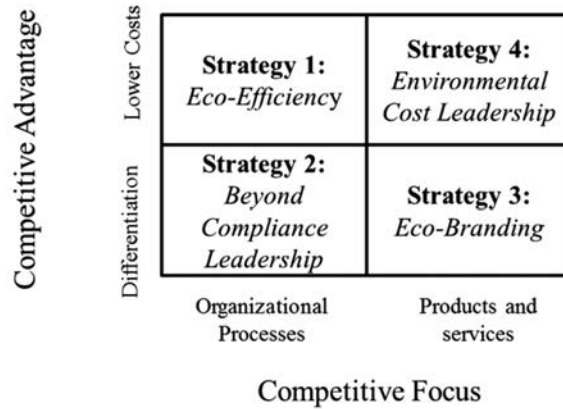 Competitive Advantage
Lower Costs
Strategy 1:
Eco-Efficiency
Strategy 4:
Environmental
Cost Leadership
Differentiation
Strategy 2:
Beyond
Compliance
Leadership
Strategy 3:
Eco-Branding
Organizational
Processes
Products and
services
Competitive Focus